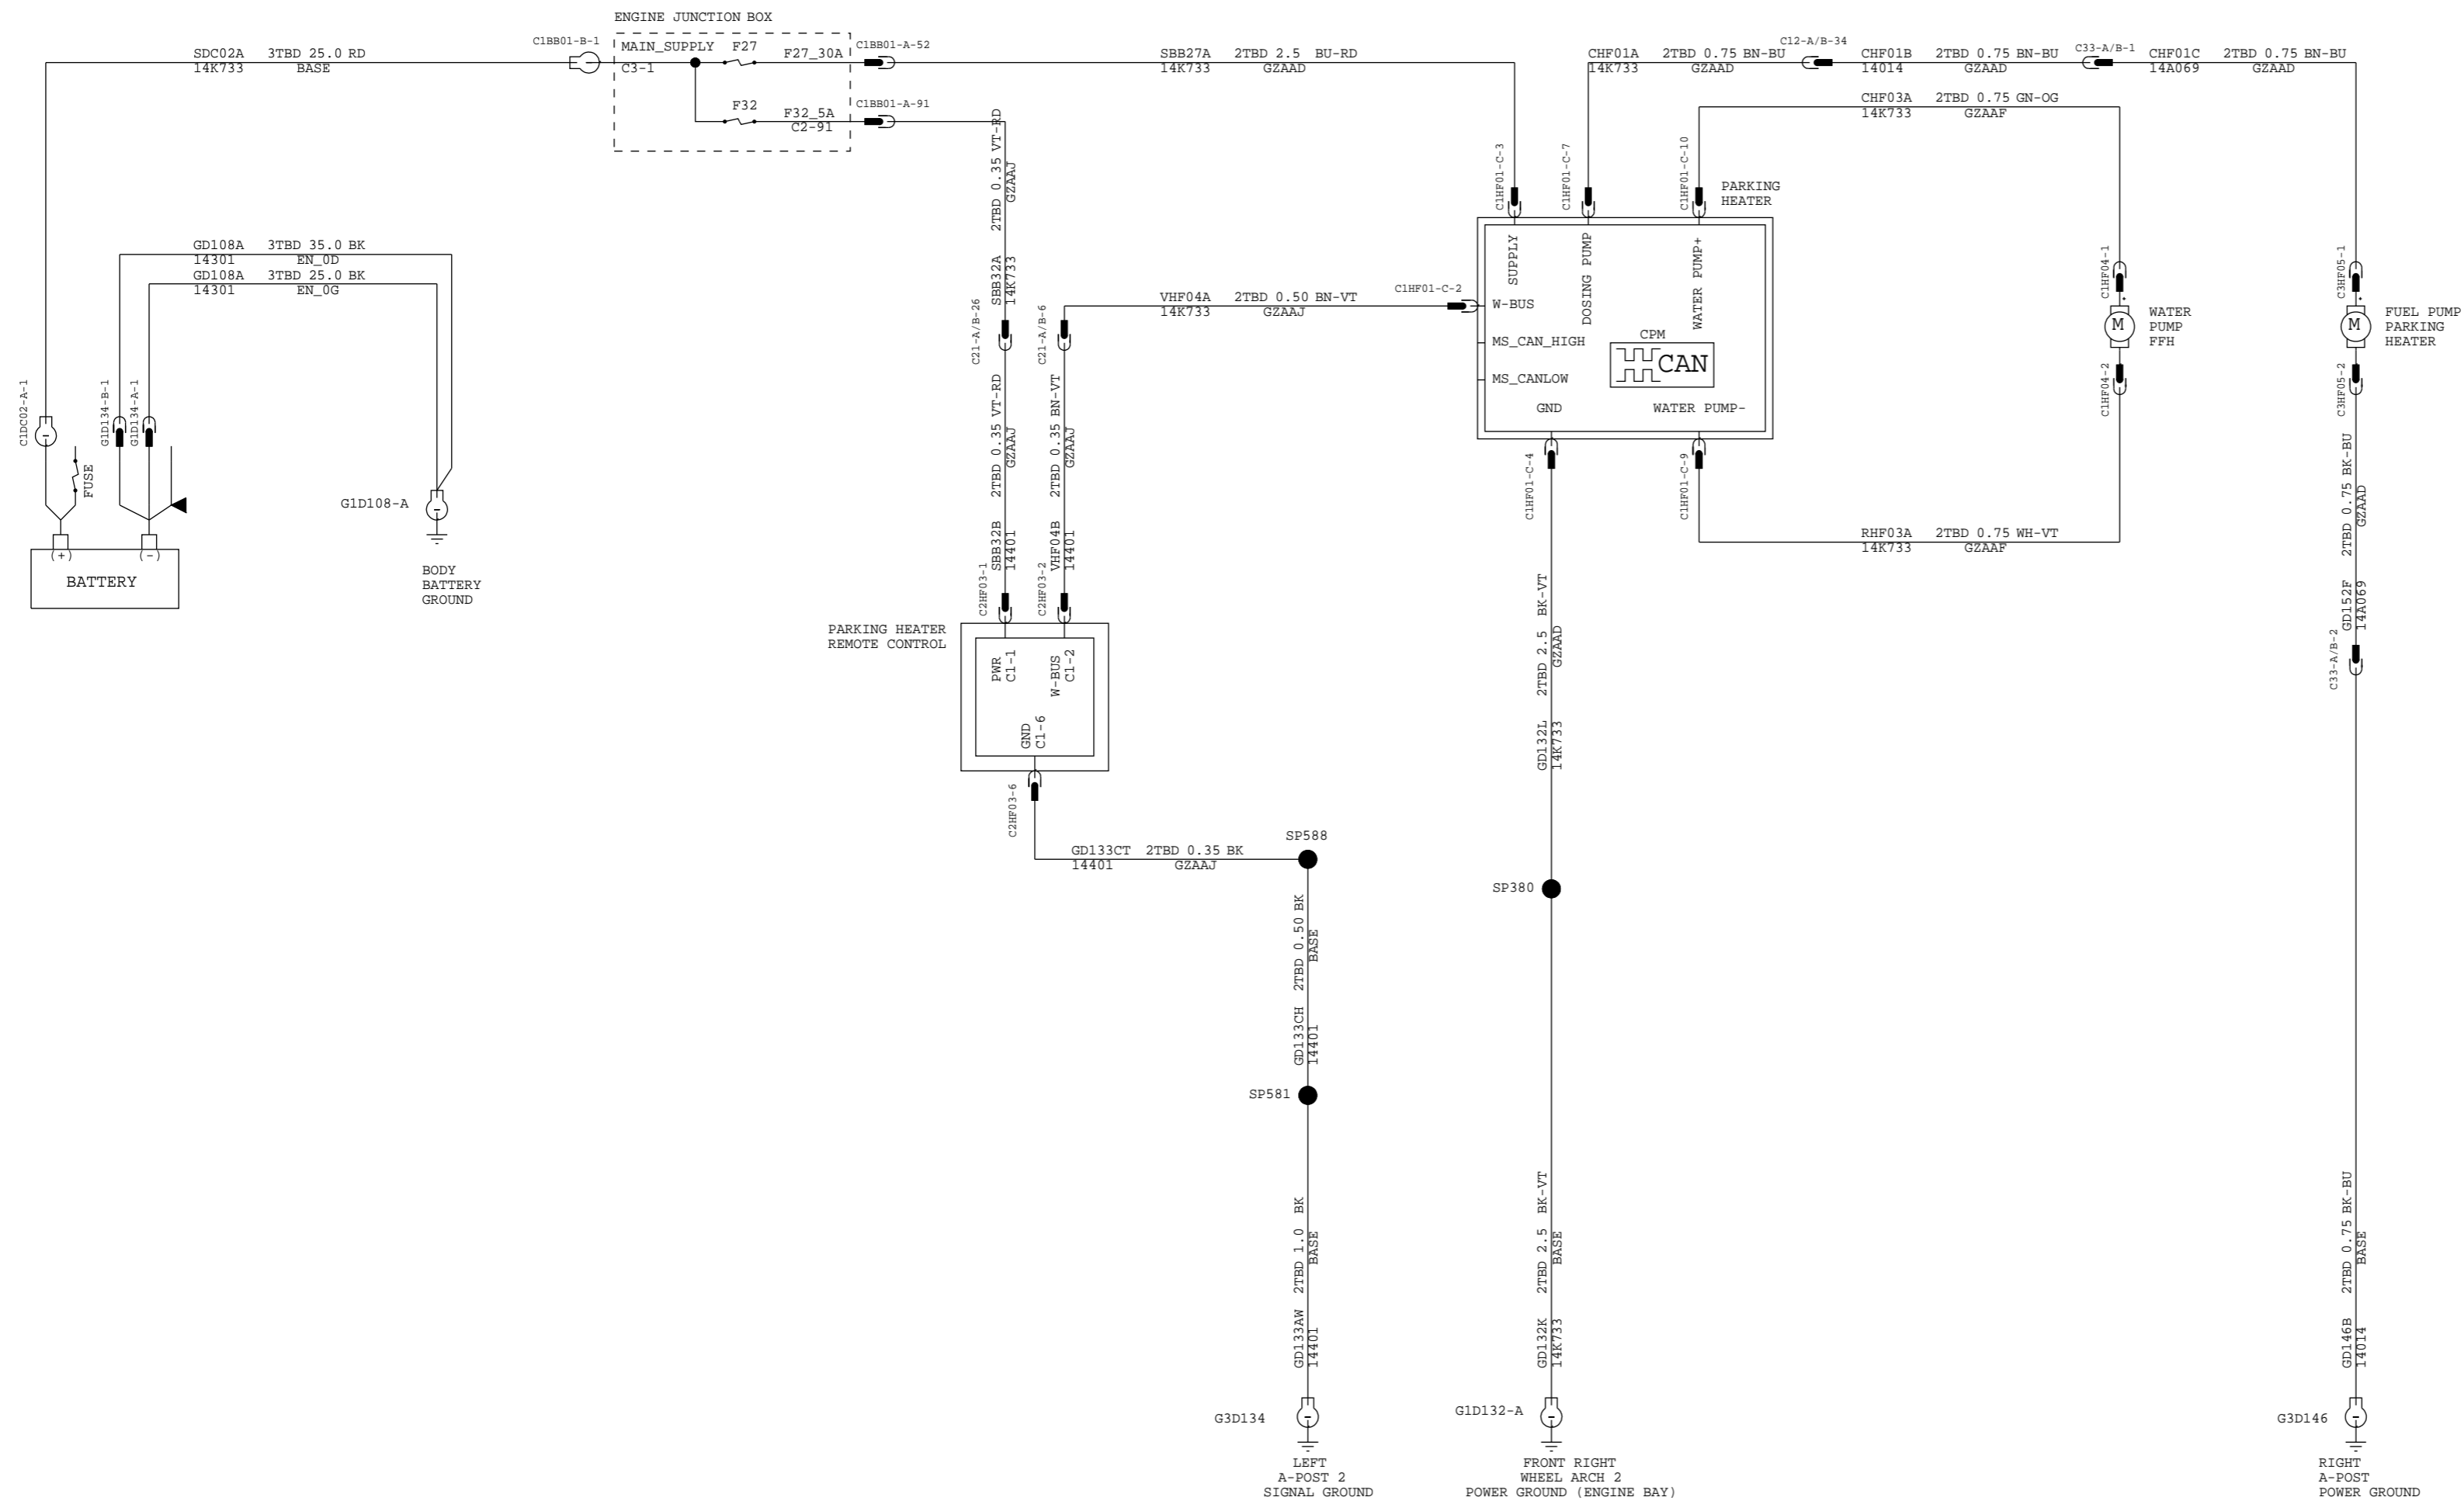 ENGINE JUNCTION BOX
SDC02A 3TBD 25.0 RD
14K733 BASE
C1BB01-B-1
MAIN_SUPPLY
C3-1
F27
F27_30A
C1BB01-A-52
F32
F32_5A
C2-91
C1BB01-A-91
SBB27A 2TBD 2.5 BU-RD
14K733 GZAAD
CHF01A 2TBD 0.75 BN-BU
14K733 GZAAD
C12-A/B-34
CHF01B 2TBD 0.75 BN-BU
14014 GZAAD
C33-A/B-1
CHF01C 2TBD 0.75 BN-BU
14A069 GZAAD
CHF03A 2TBD 0.75 GN-OG
14K733 GZAAF
SBB32A 2TBD 0.35 VT-RD
14K733 GZAAJ
C1HF01-C-3
C1HF01-C-7
C1HF01-C-10
PARKING
HEATER
GD108A 3TBD 35.0 BK
14301 EN_0D
GD108A 3TBD 25.0 BK
14301 EN_0G
SUPPLY
DOSING PUMP
WATER PUMP+
VHF04A 2TBD 0.50 BN-VT
14K733 GZAAJ
C1HF01-C-2
W-BUS
MS_CAN_HIGH
MS_CANLOW
CPM
CAN
GND
WATER PUMP-
C21-A/B-26
C21-A/B-6
C1HF04-1
M
WATER
PUMP
FFH
C1HF04-2
C3HF05-1
M
FUEL PUMP
PARKING
HEATER
C3HF05-2
C1DC02-A-1
G1D134-B-1
G1D134-A-1
FUSE
(+)
(-)
BATTERY
G1D108-A
BODY
BATTERY
GROUND
SBB32B 2TBD 0.35 VT-RD
14401 GZAAJ
VHF04B 2TBD 0.35 BN-VT
14401 GZAAJ
C1HF01-C-4
C1HF01-C-9
RHF03A 2TBD 0.75 WH-VT
14K733 GZAAF
GD152F 2TBD 0.75 BK-BU
14A069 GZAAD
C2HF03-1
C2HF03-2
PARKING HEATER
REMOTE CONTROL
PWR
C1-1
W-BUS
C1-2
GND
C1-6
C2HF03-6
GD132L 2TBD 2.5 BK-VT
14K733 GZAAD
C33-A/B-2
GD133CT 2TBD 0.35 BK
14401 GZAAJ
SP588
SP380
GD133CH 2TBD 0.50 BK
14401 BASE
SP581
GD133AW 2TBD 1.0 BK
14401 BASE
GD132K 2TBD 2.5 BK-VT
14K733 BASE
GD146B 2TBD 0.75 BK-BU
14014 BASE
G3D134
LEFT
A-POST 2
SIGNAL GROUND
G1D132-A
FRONT RIGHT
WHEEL ARCH 2
POWER GROUND (ENGINE BAY)
G3D146
RIGHT
A-POST
POWER GROUND